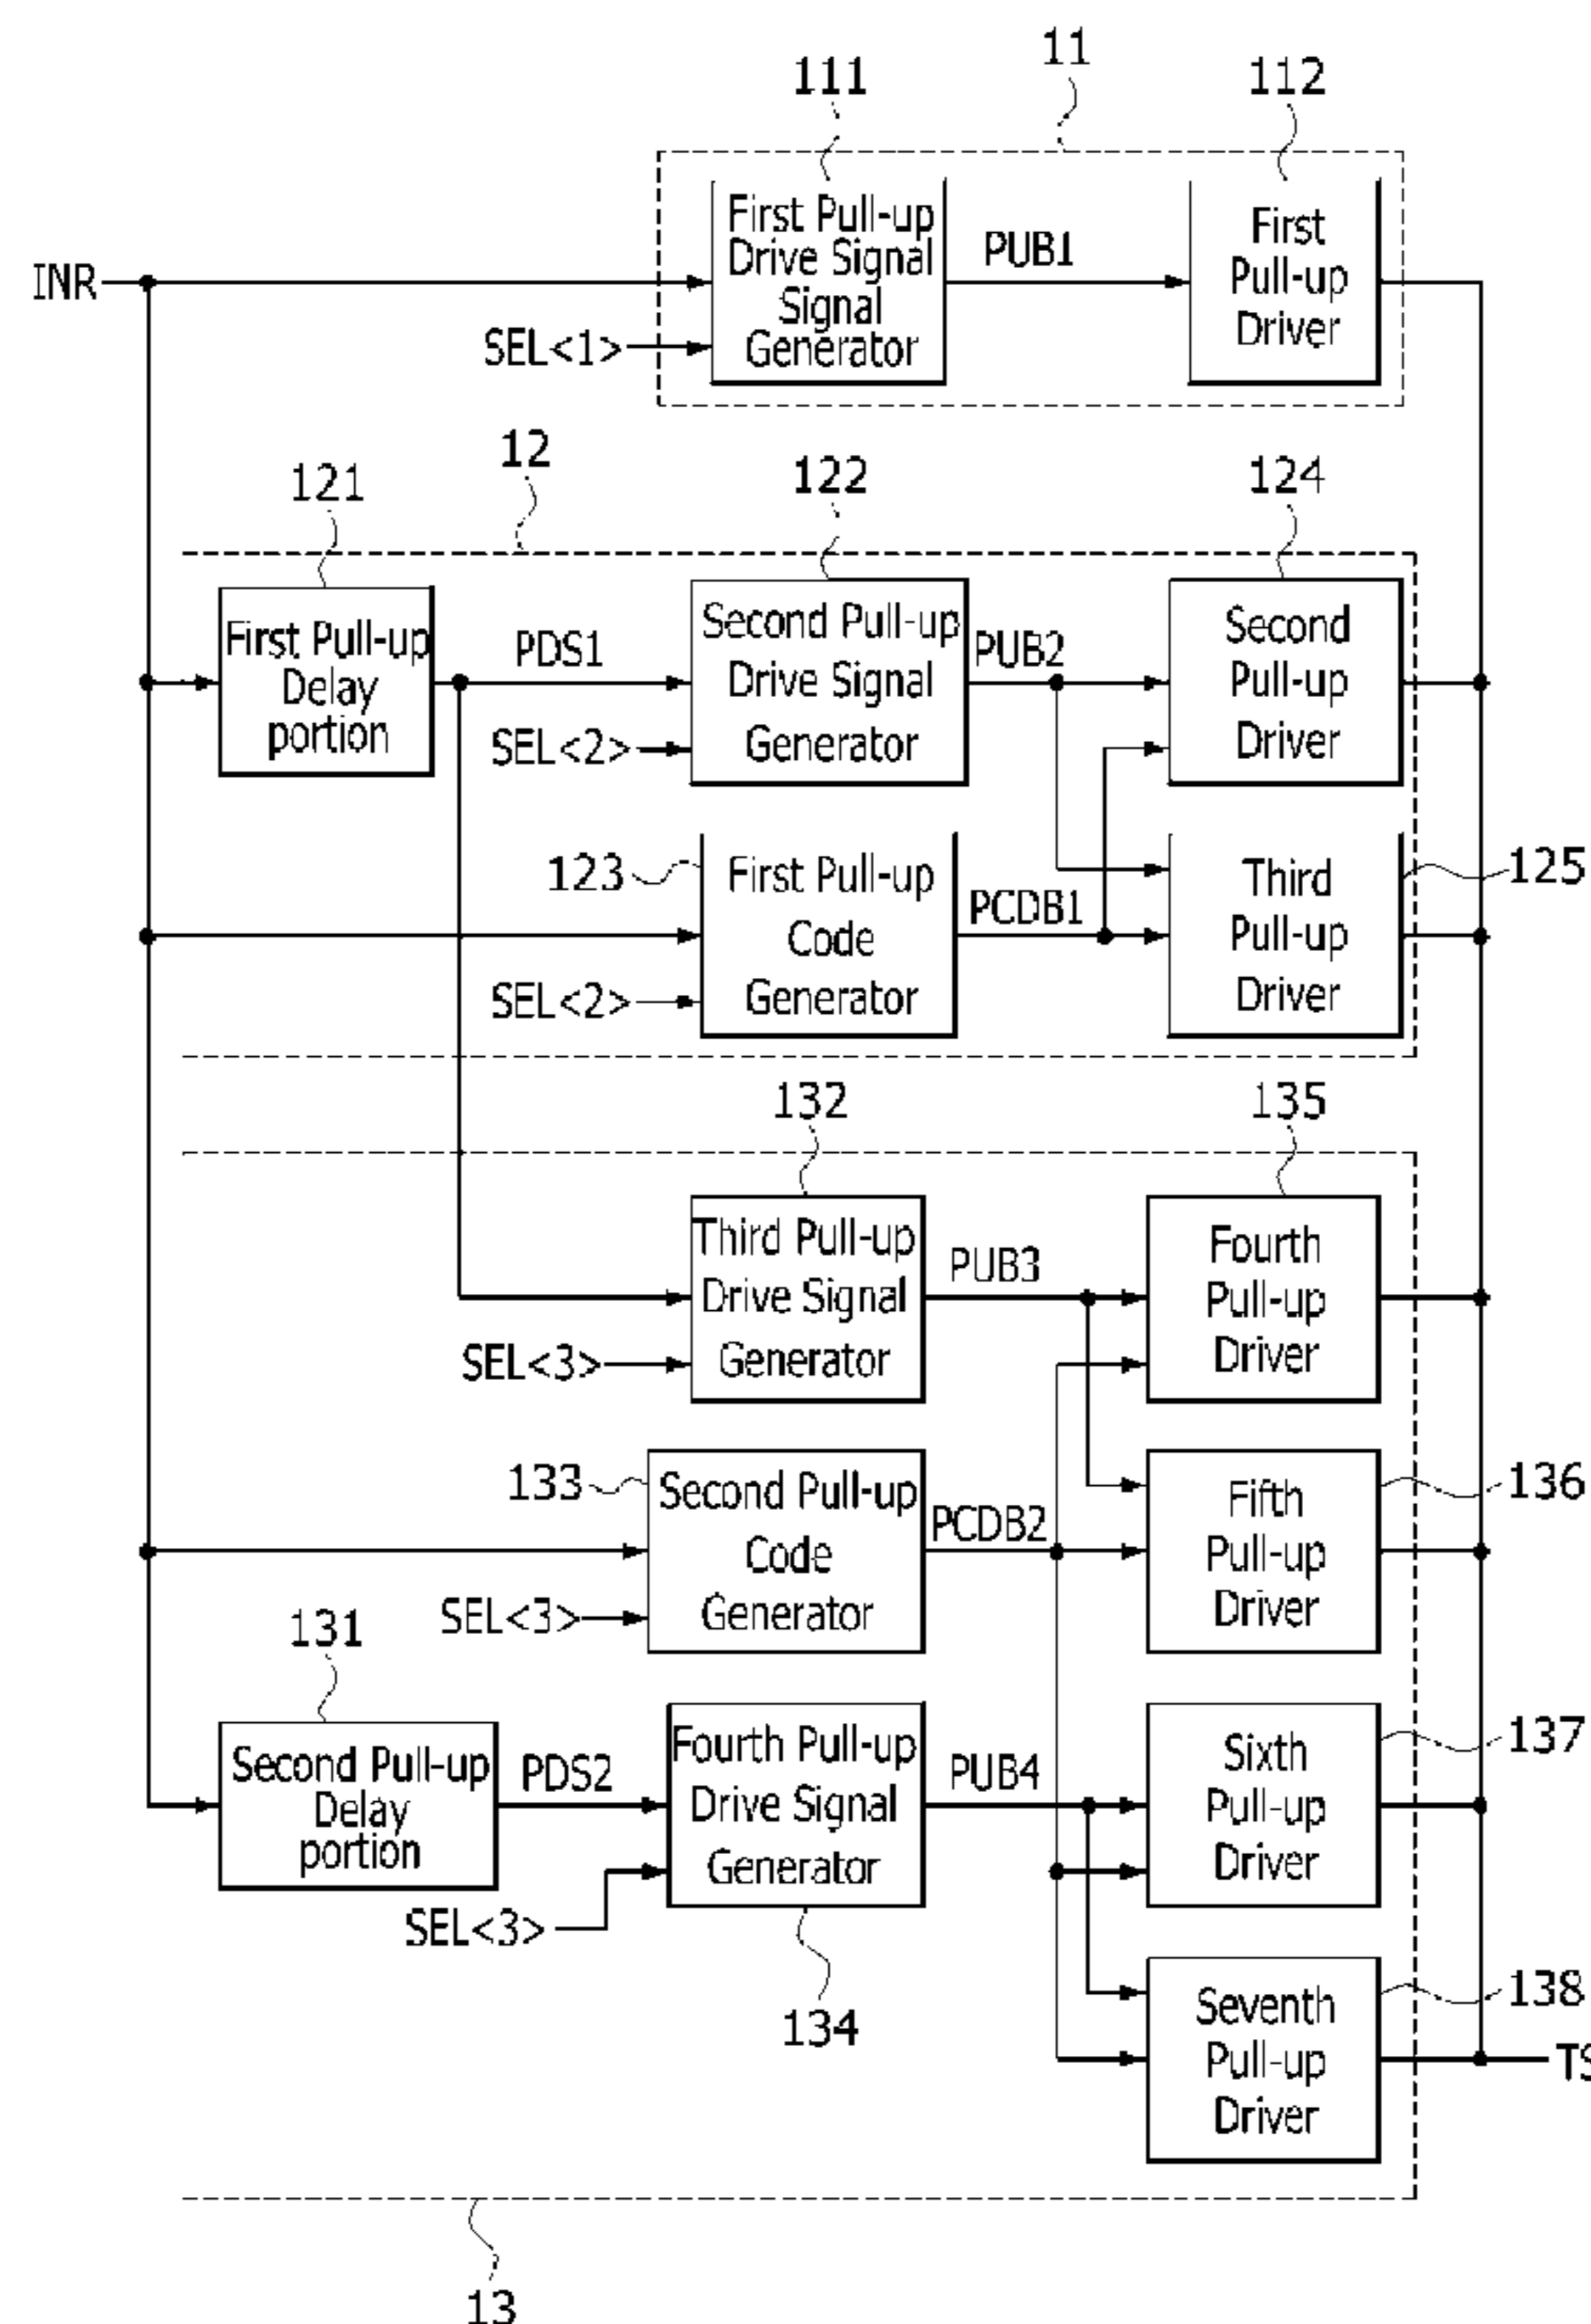 11
111
112
First Pull-up
Drive Signal
Signal
Generator
PUB1
First
Pull-up
Driver
INR
SEL<1>
12
121
122
124
First Pull-up
Delay
portion
PDS1
SEL<2>
Second Pull-up
Drive Signal
Generator
PUB2
Second
Pull-up
Driver
123
SEL<2>
First Pull-up
Code
Generator
PCDB1
Third
Pull-up
Driver
125
132
135
SEL<3>
Third Pull-up
Drive Signal
Generator
PUB3
Fourth
Pull-up
Driver
133
SEL<3>
Second Pull-up
Code
Generator
PCDB2
Fifth
Pull-up
Driver
136
131
Second Pull-up
Delay
portion
PDS2
SEL<3>
Fourth Pull-up
Drive Signal
Generator
PUB4
134
Sixth
Pull-up
Driver
137
Seventh
Pull-up
Driver
138
13